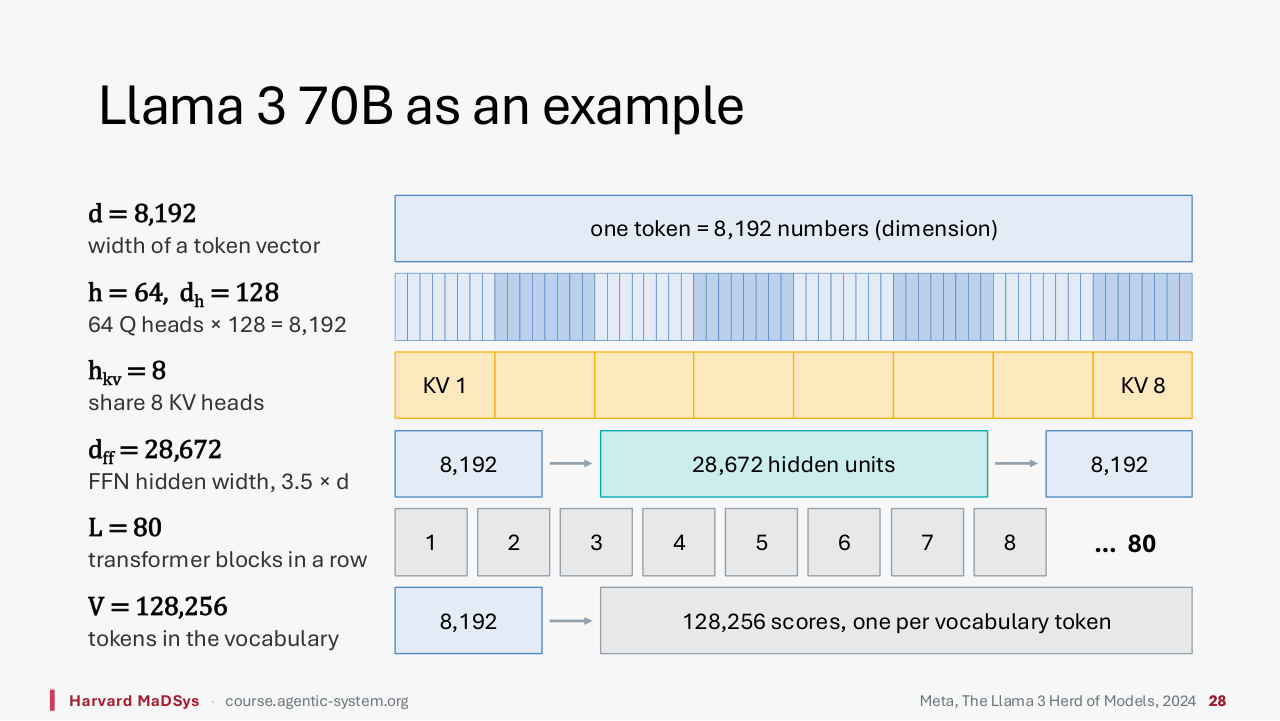 Llama 3 70B as an example
d = 8,192
width of a token vector
one token = 8,192 numbers (dimension)
h = 64, dh = 128
64 Q heads × 128 = 8,192
hkv = 8
share 8 KV heads
KV 1
KV 8
dff = 28,672
FFN hidden width, 3.5 × d
8,192
28,672 hidden units
8,192
L = 80
transformer blocks in a row
1 2 3 4 5 6 7 8 ... 80
V = 128,256
tokens in the vocabulary
8,192
128,256 scores, one per vocabulary token
Harvard MaDSys · course.agentic-system.org
Meta, The Llama 3 Herd of Models, 2024 28